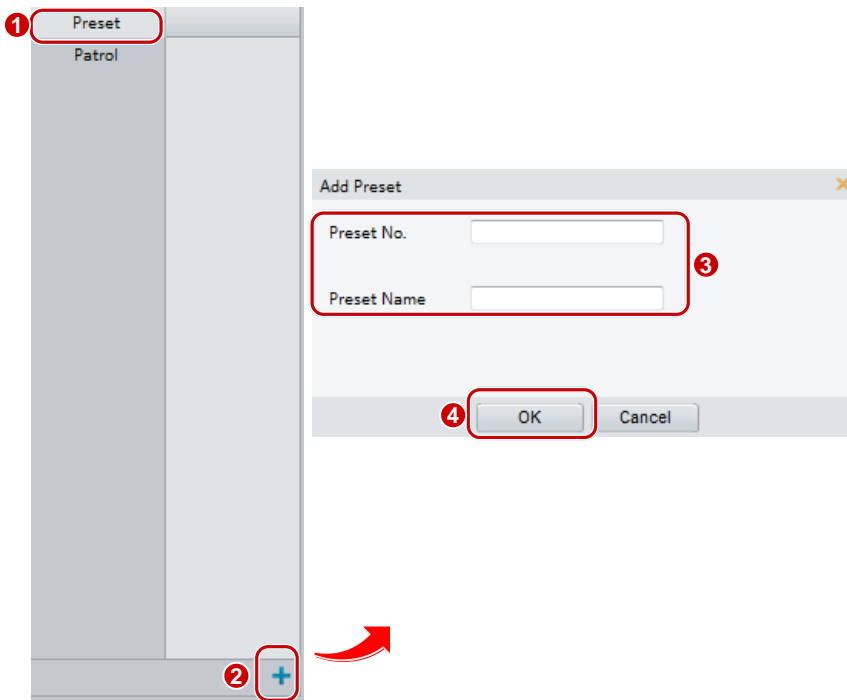 1 Preset
Patrol
Add Preset
Preset No.
3
Preset Name
4 OK Cancel
2 +